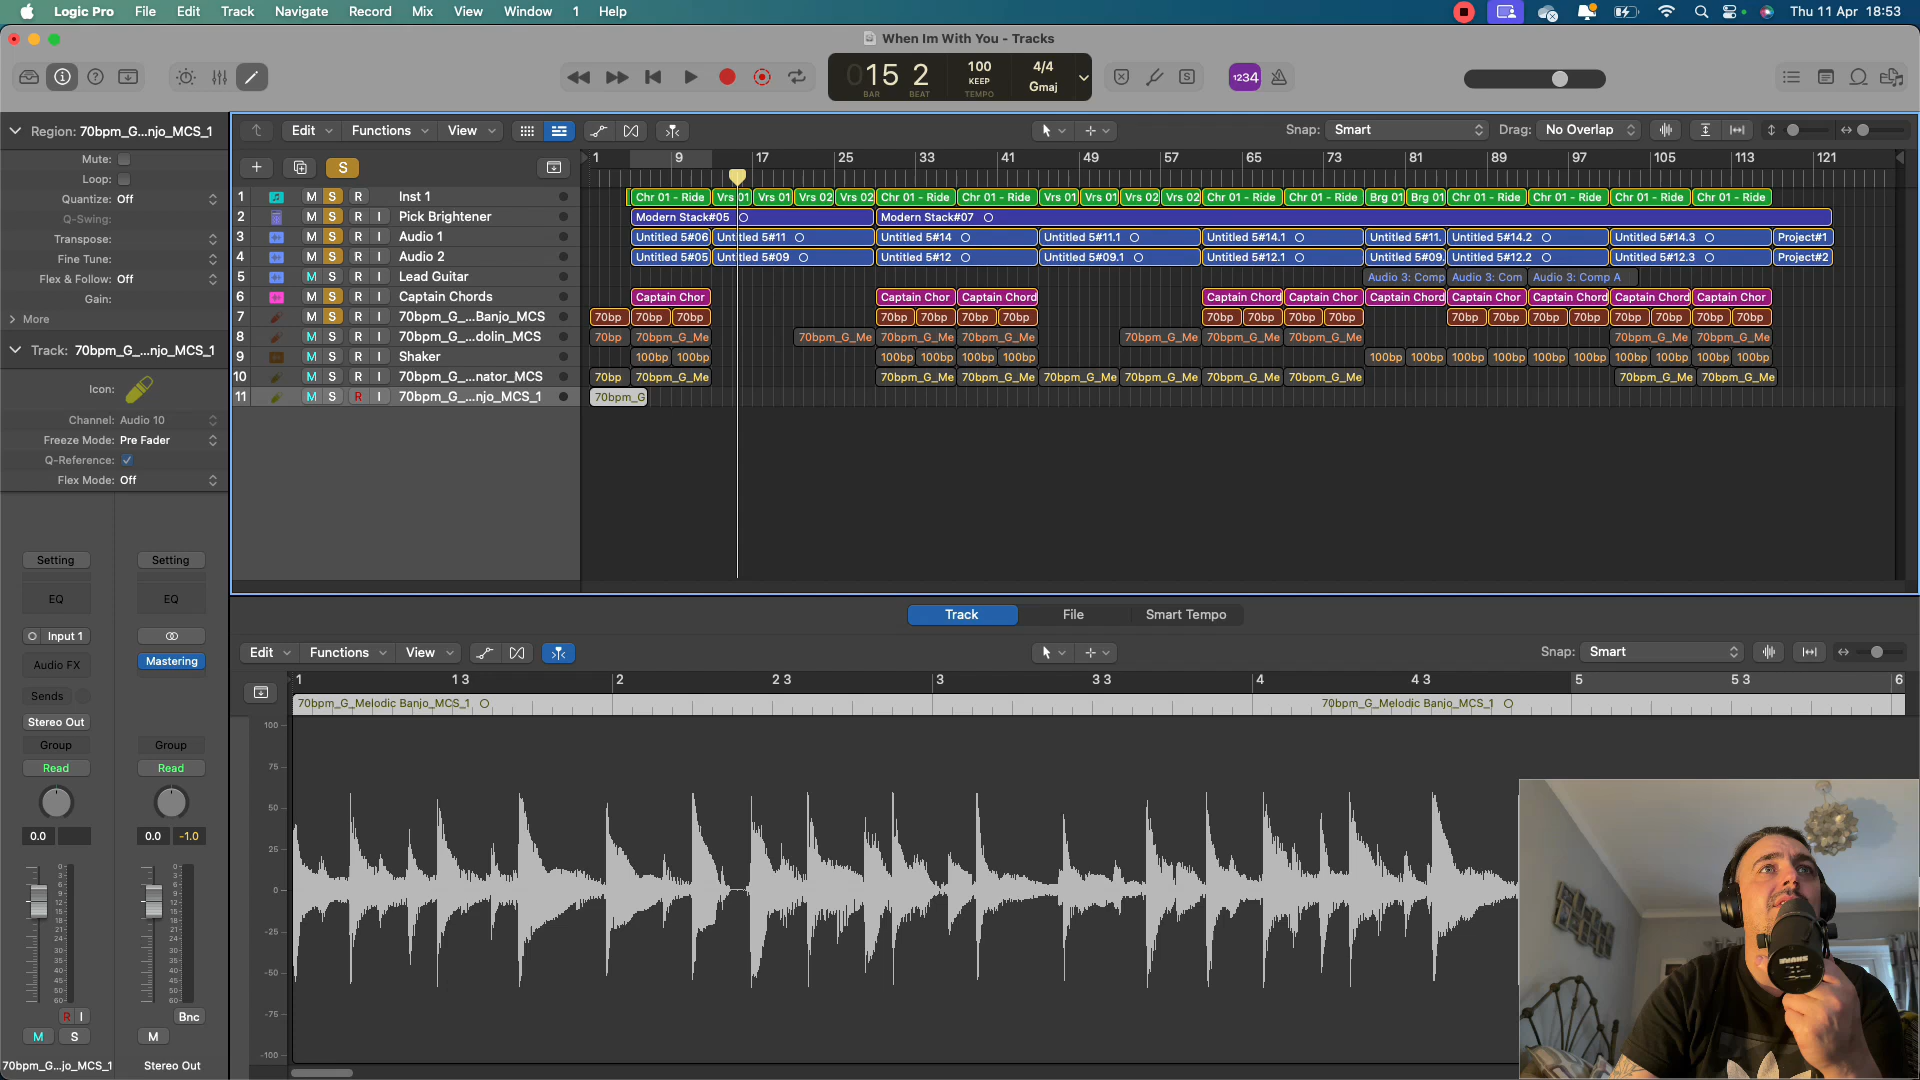 Logic Pro File Edit Track Navigate Record Mix View Window 1 Help Thu 11 Apr 18:53
When Im With You - Tracks
015 2 100 KEEP 4/4 Gmaj 1234
BAR BEAT TEMPO
Region: 70bpm_G...njo_MCS_1
Mute:
Loop:
Quantize: Off
Q-Swing:
Transpose:
Fine Tune:
Flex & Follow: Off
Gain:
More
Track: 70bpm_G_...njo_MCS_1
Icon:
Channel: Audio 10
Freeze Mode: Pre Fader
Q-Reference:
Flex Mode: Off
Setting Setting
EQ EQ
Input 1
Audio FX Mastering
Sends
Stereo Out
Group Group
Read Read
0.0 0.0 -1.0
R I Bnc
M S M
70bpm_G...jo_MCS_1 Stereo Out
Edit Functions View Snap: Smart Drag: No Overlap
S 1 9 17 25 33 41 49 57 65 73 81 89 97 105 113 121
1 M S R Inst 1 Chr 01 - Ride Vrs 01 Vrs 01 Vrs 02 Vrs 02 Chr 01 - Ride Chr 01 - Ride Vrs 01 Vrs 01 Vrs 02 Vrs 02 Chr 01 - Ride Chr 01 - Ride Brg 01 Brg 01 Chr 01 - Ride Chr 01 - Ride Chr 01 - Ride Chr 01 - Ride
2 M S R I Pick Brightener Modern Stack#05 Modern Stack#07
3 M S R I Audio 1 Untitled 5#06 Untitled 5#11 Untitled 5#14 Untitled 5#11.1 Untitled 5#14.1 Untitled 5#11. Untitled 5#14.2 Untitled 5#14.3 Project#1
4 M S R I Audio 2 Untitled 5#05 Untitled 5#09 Untitled 5#12 Untitled 5#09.1 Untitled 5#12.1 Untitled 5#09. Untitled 5#12.2 Untitled 5#12.3 Project#2
5 M S R I Lead Guitar Audio 3: Comp Audio 3: Com Audio 3: Comp A
6 M S R I Captain Chords Captain Chor Captain Chor Captain Chord Captain Chord Captain Chor Captain Chord Captain Chor Captain Chord Captain Chord Captain Chor
7 M S R I 70bpm_G_...Banjo_MCS 70bp 70bp 70bp 70bp 70bp 70bp 70bp 70bp 70bp 70bp 70bp 70bp 70bp 70bp 70bp 70bp 70bp 70bp 70bp
8 M S R I 70bpm_G_...dolin_MCS 70bp 70bpm_G_Me 70bpm_G_Me 70bpm_G_Me 70bpm_G_Me 70bpm_G_Me 70bpm_G_Me 70bpm_G_Me 70bpm_G_Me 70bpm_G_Me
9 M S R I Shaker 100bp 100bp 100bp 100bp 100bp 100bp 100bp 100bp 100bp 100bp 100bp 100bp 100bp 100bp 100bp 100bp
10 M S R I 70bpm_G_...nator_MCS 70bp 70bpm_G_Me 70bpm_G_Me 70bpm_G_Me 70bpm_G_Me 70bpm_G_Me 70bpm_G_Me 70bpm_G_Me 70bpm_G_Me 70bpm_G_Me
11 M S R I 70bpm_G_...njo_MCS_1 70bpm_G
Track File Smart Tempo
Edit Functions View Snap: Smart
1 1 3 2 2 3 3 3 3 4 4 3 5 5 3 6
70bpm_G_Melodic Banjo_MCS_1 70bpm_G_Melodic Banjo_MCS_1
100
75
50
25
0
-25
-50
-75
-100
SHURE